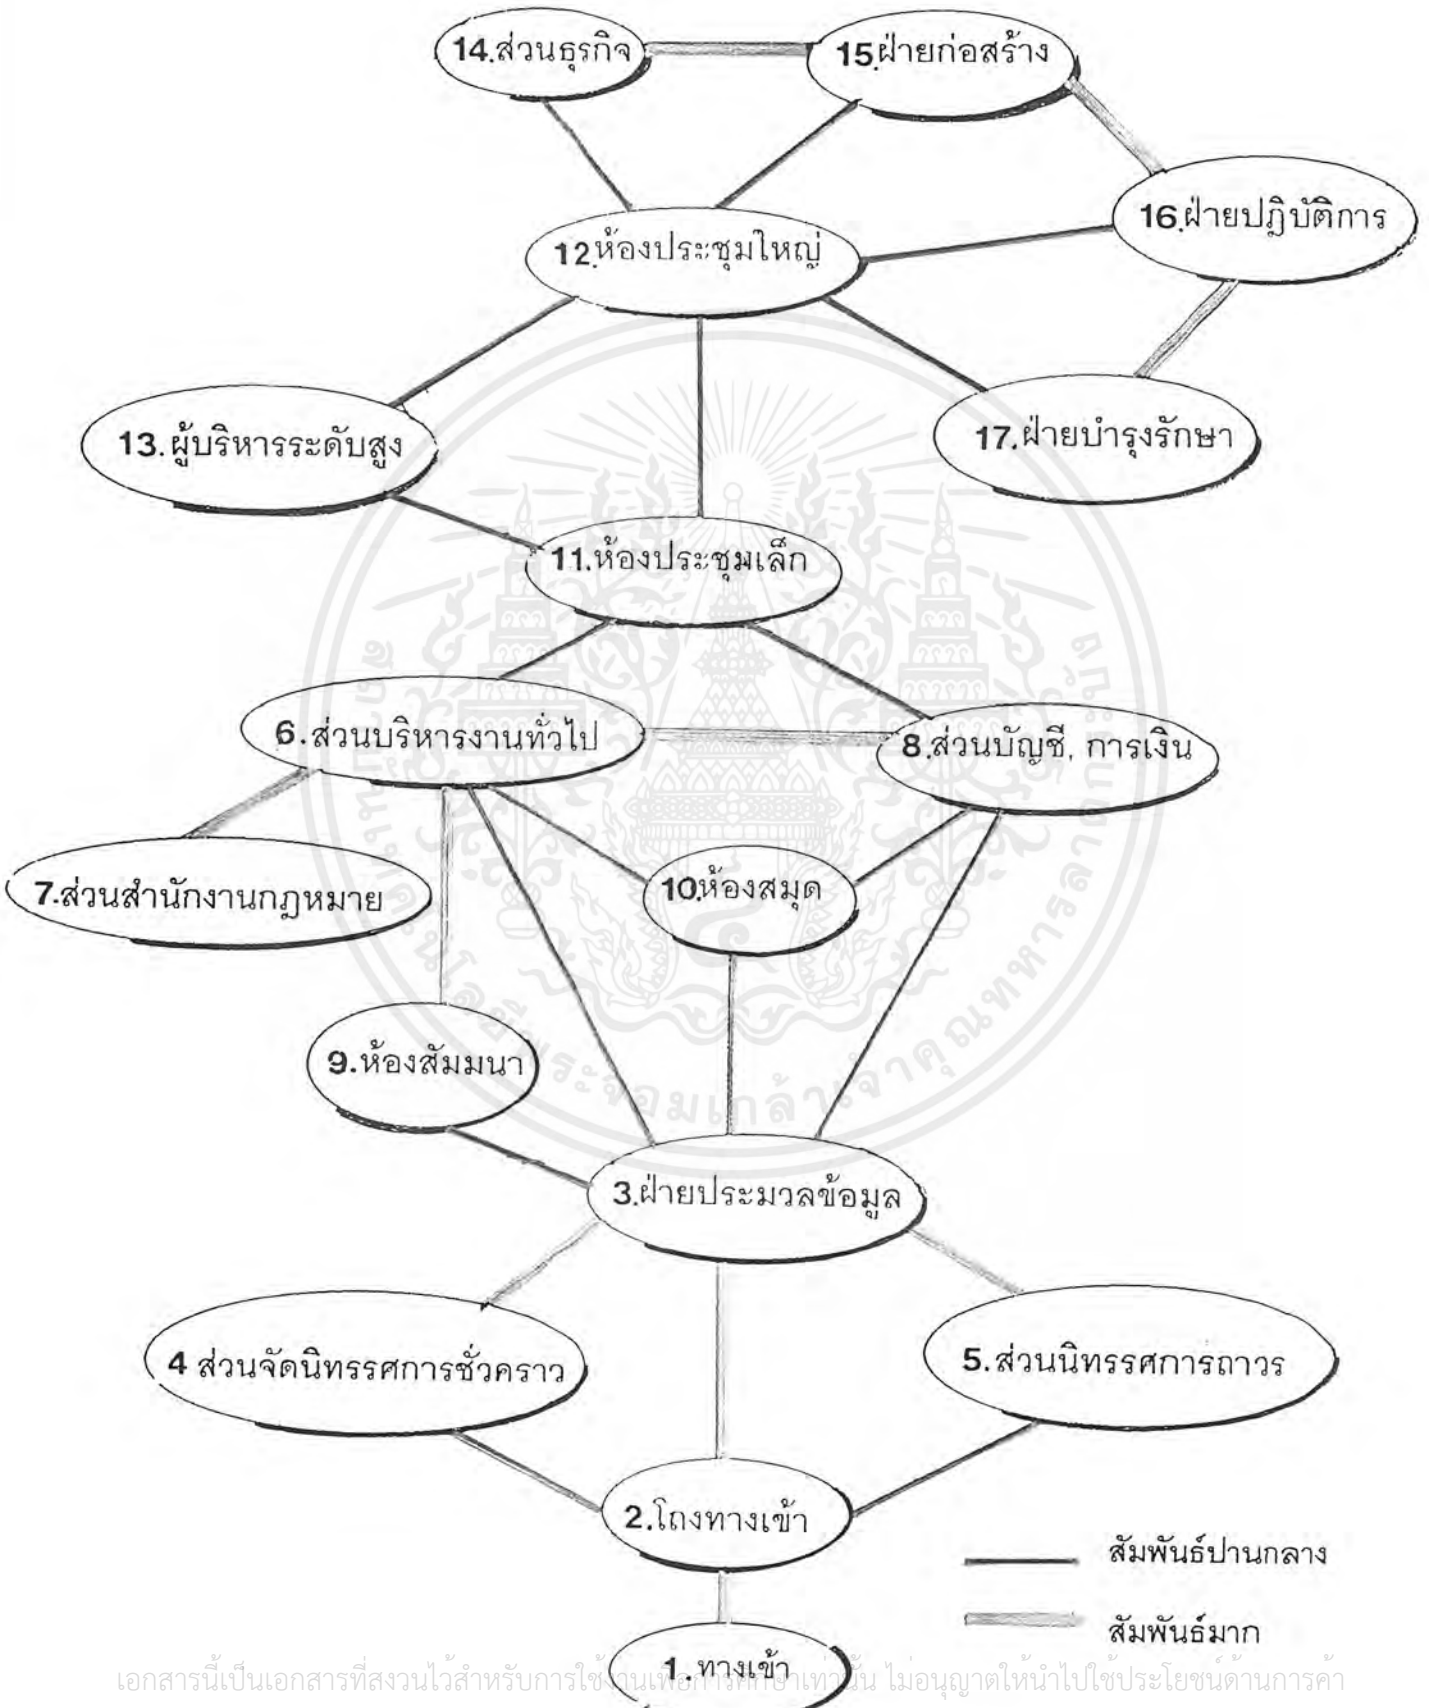 14.ส่วนธุรกิจ
15.ฝ่ายก่อสร้าง
16.ฝ่ายปฏิบัติการ
12.ห้องประชุมใหญ่
13.ผู้บริหารระดับสูง
17.ฝ่ายบำรุงรักษา
11.ห้องประชุมเล็ก
6.ส่วนบริหารงานทั่วไป
8.ส่วนบัญชี, การเงิน
7.ส่วนสำนักงานกฎหมาย
10.ห้องสมุด
9.ห้องสัมมนา
3.ฝ่ายประมวลข้อมูล
4 ส่วนจัดนิทรรศการชั่วคราว
5.ส่วนนิทรรศการถาวร
2.โถงทางเข้า
สัมพันธ์ปานกลาง
สัมพันธ์มาก
1.ทางเข้า
เอกสารนี้เป็นเอกสารที่สงวนไว้สำหรับการใช้งานเพื่อการศึกษาเท่านั้น ไม่อนุญาตให้นำไปใช้ประโยชน์ด้านการค้า